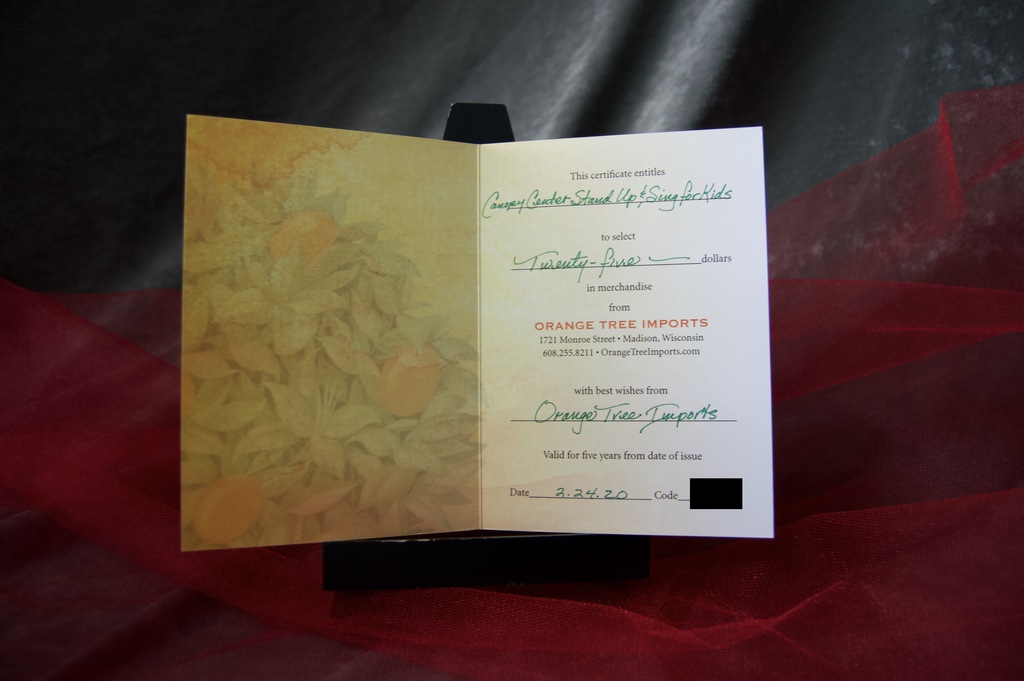 This certificate entitles
Canopy Center Stand Up & Sing for Kids
to select
Twenty-five dollars
in merchandise
from
ORANGE TREE IMPORTS
1721 Monroe Street • Madison, Wisconsin
608.255.8211 • OrangeTreeImports.com
with best wishes from
Orange Tree Imports
Valid for five years from date of issue
Date 2.24.20 Code